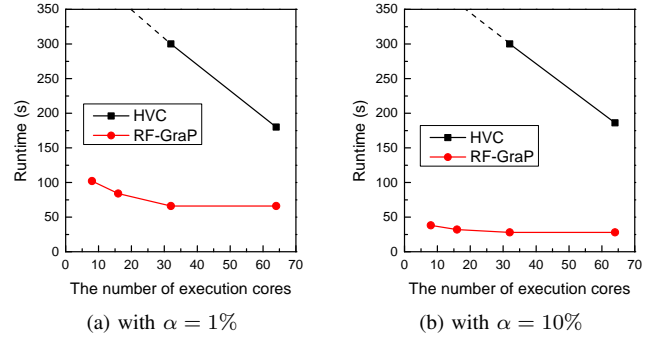 350
300
250
200
150
100
50
0
Runtime (s)
HVC
RF-GraP
0 10 20 30 40 50 60 70
The number of execution cores
(a) with α = 1%
350
300
250
200
150
100
50
0
Runtime (s)
HVC
RF-GraP
0 10 20 30 40 50 60 70
The number of execution cores
(b) with α = 10%